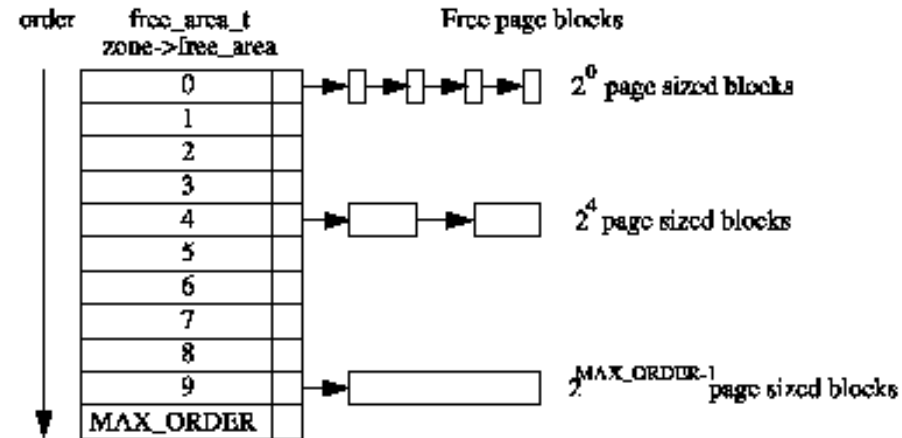 order free_area_t Free page blocks
zone->free_area
0 2^0 page sized blocks
1
2
3
4 2^4 page sized blocks
5
6
7
8
9 2^MAX_ORDER-1 page sized blocks
MAX_ORDER